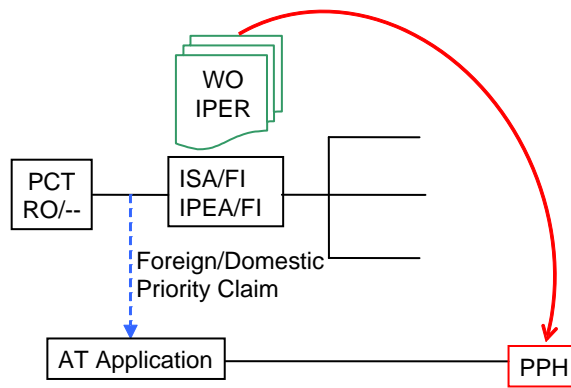 WO
IPER
PCT
RO/--
ISA/FI
IPEA/FI
Foreign/Domestic
Priority Claim
AT Application
PPH